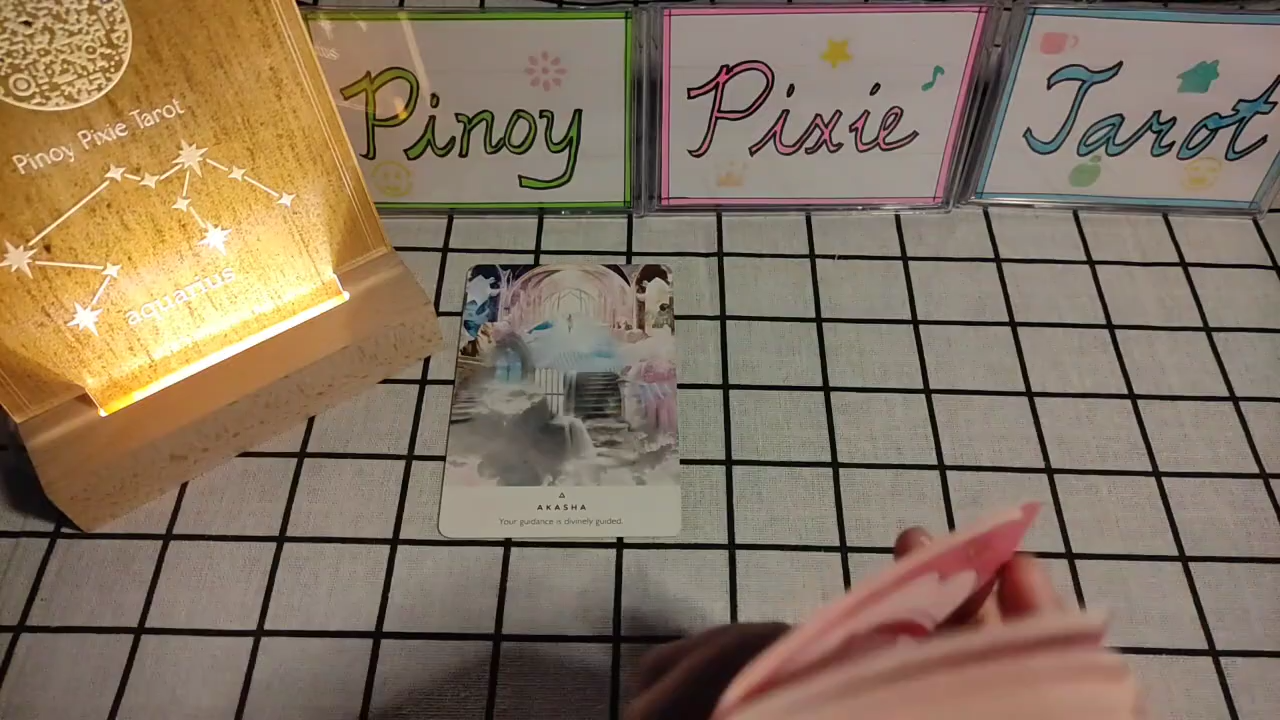 Pinoy Pixie Tarot
aquarius
Pinoy
Pixie
Tarot
AKASHA
Your guidance is divinely guided.